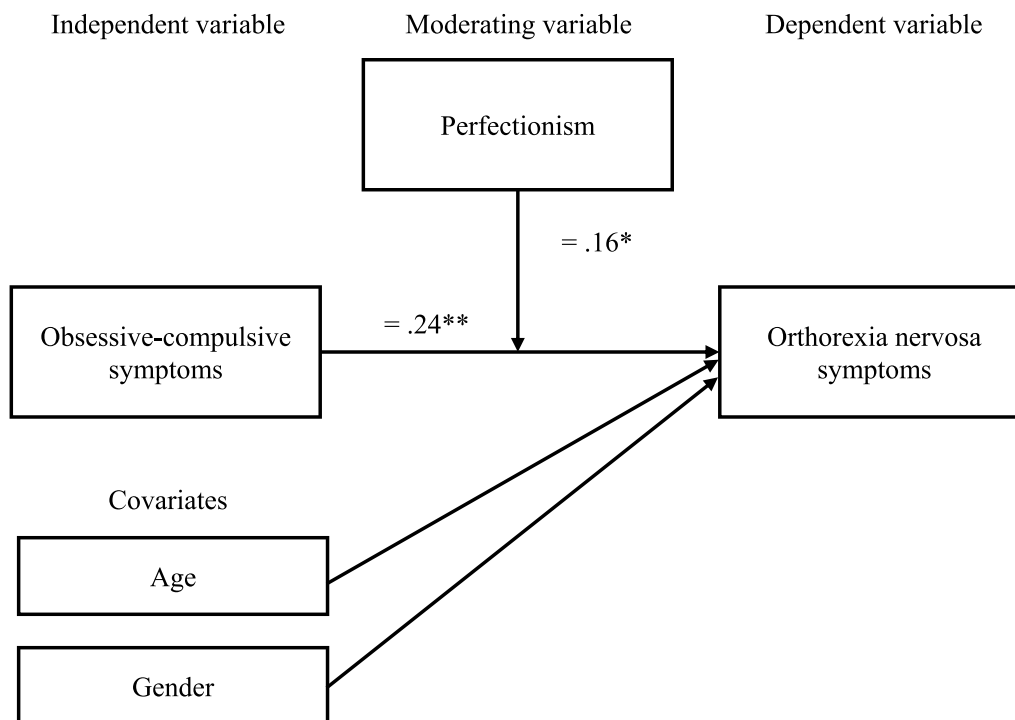 Independent variable
Moderating variable
Dependent variable
Perfectionism
= .16*
= .24**
Obsessive-compulsive
symptoms
Orthorexia nervosa
symptoms
Covariates
Age
Gender